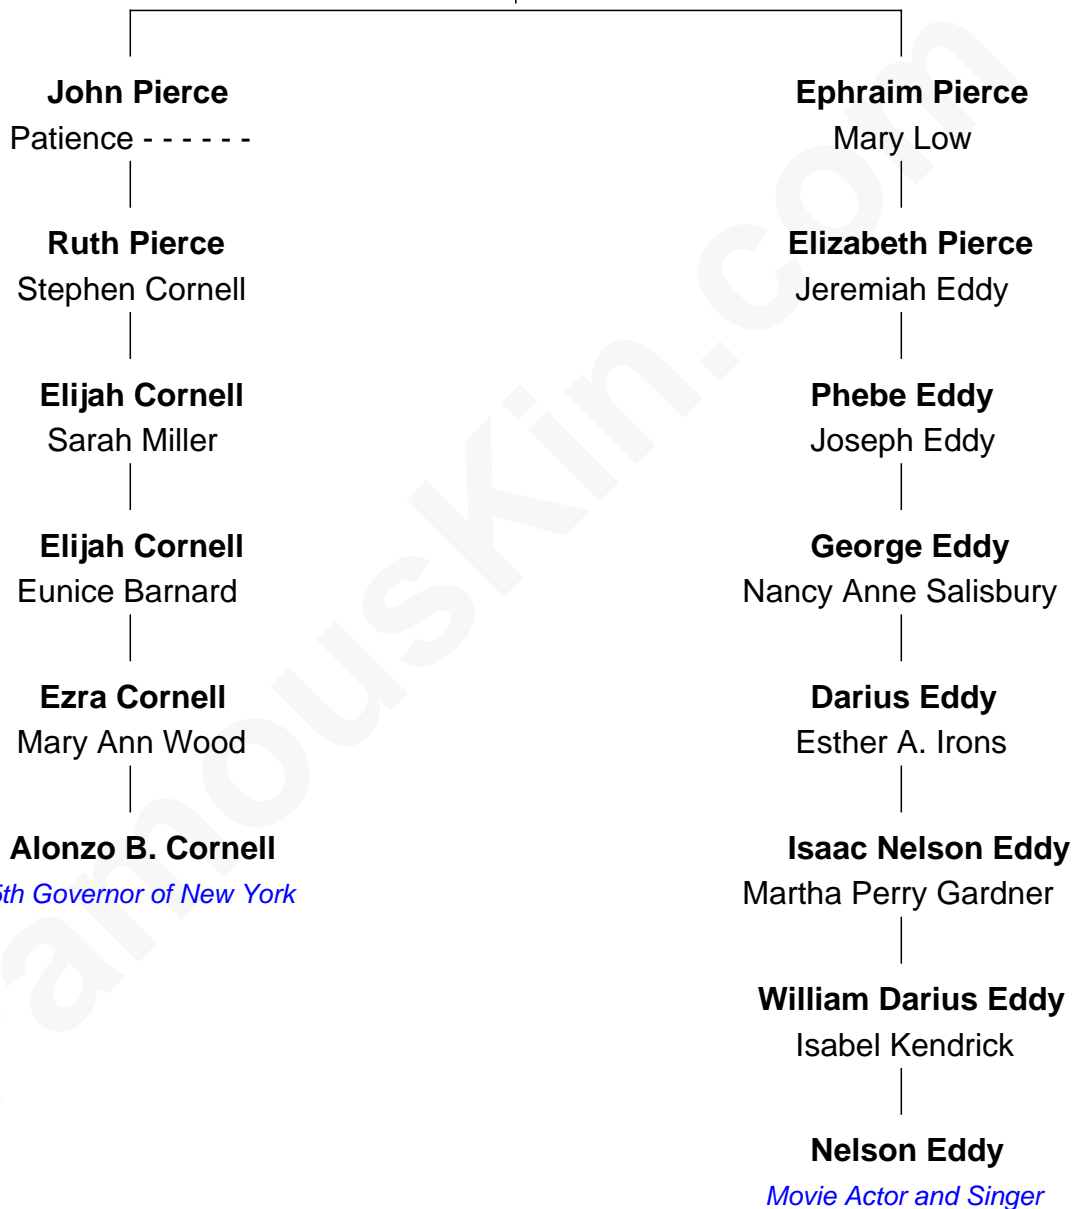 John Pierce
Patience - - - - - -
Ephraim Pierce
Mary Low
Ruth Pierce
Stephen Cornell
Elizabeth Pierce
Jeremiah Eddy
Elijah Cornell
Sarah Miller
Phebe Eddy
Joseph Eddy
Elijah Cornell
Eunice Barnard
George Eddy
Nancy Anne Salisbury
Ezra Cornell
Mary Ann Wood
Darius Eddy
Esther A. Irons
Alonzo B. Cornell
5th Governor of New York
Isaac Nelson Eddy
Martha Perry Gardner
William Darius Eddy
Isabel Kendrick
Nelson Eddy
Movie Actor and Singer
amouskin.com